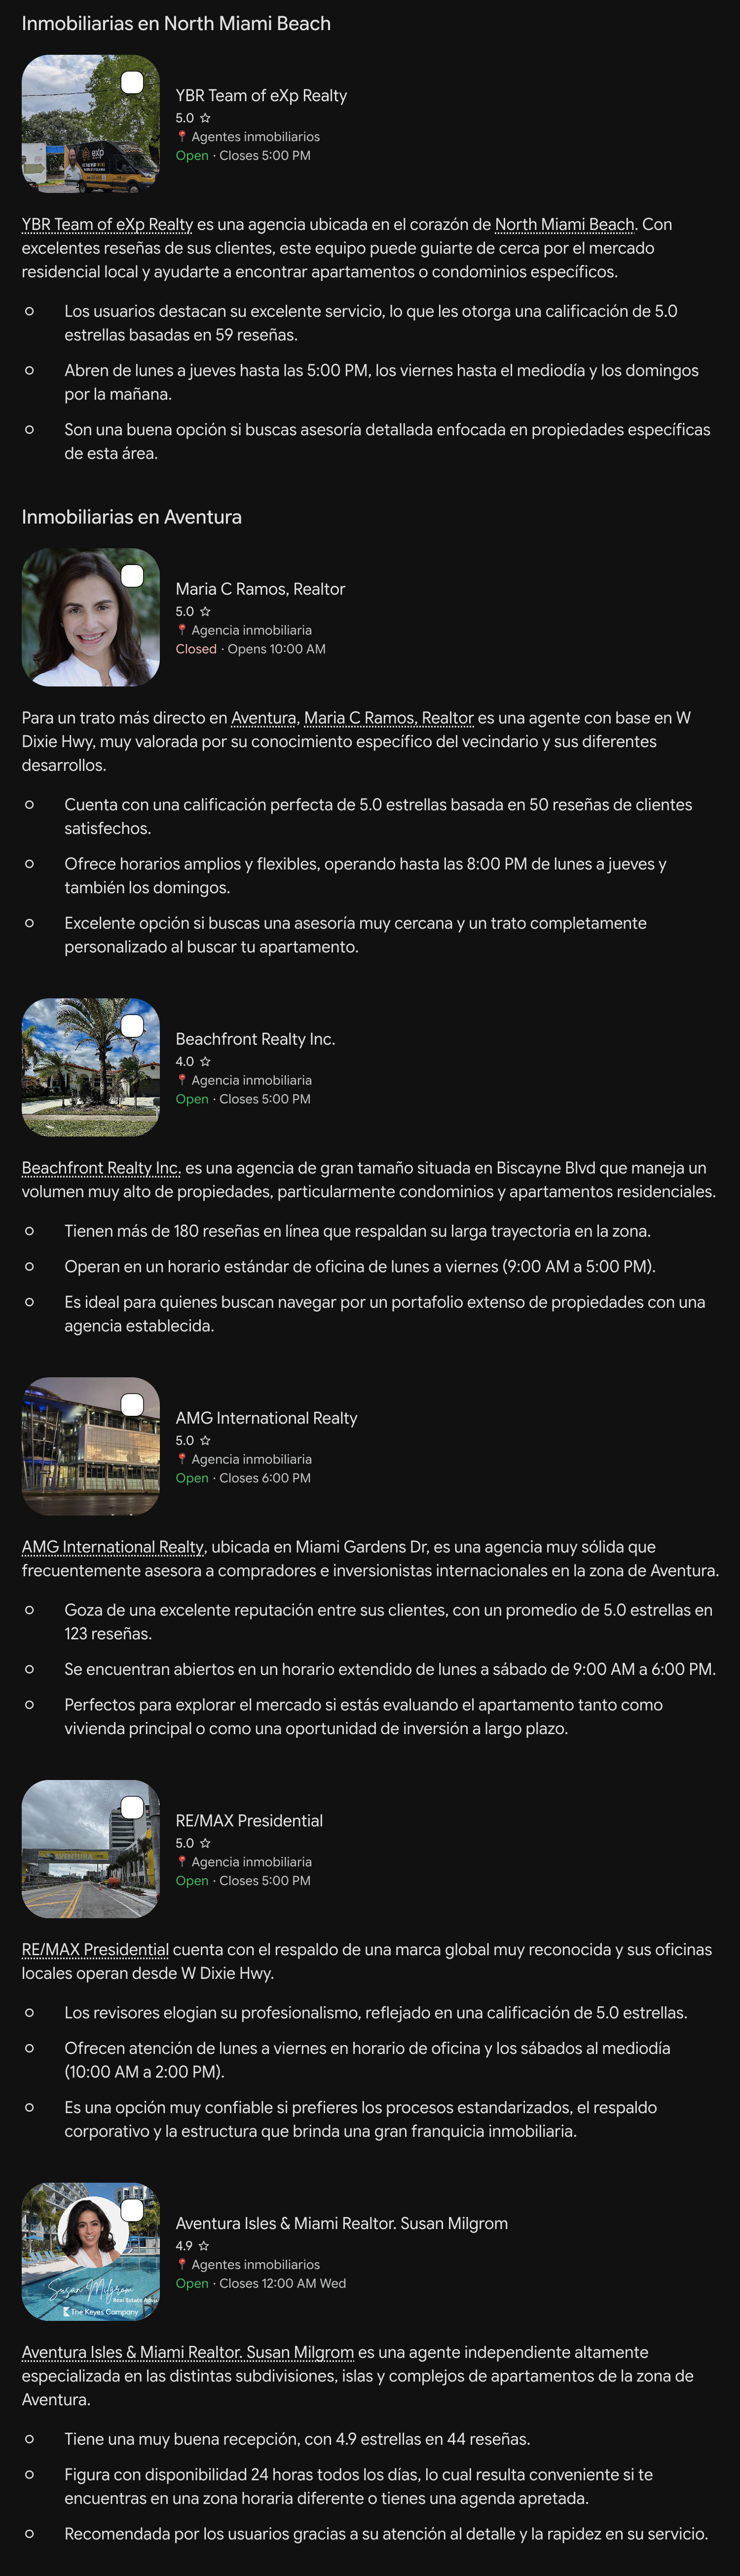 Inmobiliarias en North Miami Beach
eXp
YBR Team of eXp Realty
5.0 ☆
📍 Agentes inmobiliarios
Open · Closes 5:00 PM
YBR Team of eXp Realty es una agencia ubicada en el corazón de North Miami Beach. Con
excelentes reseñas de sus clientes, este equipo puede guiarte de cerca por el mercado
residencial local y ayudarte a encontrar apartamentos o condominios específicos.
Los usuarios destacan su excelente servicio, lo que les otorga una calificación de 5.0
estrellas basadas en 59 reseñas.
Abren de lunes a jueves hasta las 5:00 PM, los viernes hasta el mediodía y los domingos
por la mañana.
Son una buena opción si buscas asesoría detallada enfocada en propiedades específicas
de esta área.
Inmobiliarias en Aventura
Maria C Ramos, Realtor
5.0 ☆
📍 Agencia inmobiliaria
Closed · Opens 10:00 AM
Para un trato más directo en Aventura, Maria C Ramos, Realtor es una agente con base en W
Dixie Hwy, muy valorada por su conocimiento específico del vecindario y sus diferentes
desarrollos.
Cuenta con una calificación perfecta de 5.0 estrellas basada en 50 reseñas de clientes
satisfechos.
Ofrece horarios amplios y flexibles, operando hasta las 8:00 PM de lunes a jueves y
también los domingos.
Excelente opción si buscas una asesoría muy cercana y un trato completamente
personalizado al buscar tu apartamento.
Beachfront Realty Inc.
4.0 ☆
📍 Agencia inmobiliaria
Open · Closes 5:00 PM
Beachfront Realty Inc. es una agencia de gran tamaño situada en Biscayne Blvd que maneja un
volumen muy alto de propiedades, particularmente condominios y apartamentos residenciales.
Tienen más de 180 reseñas en línea que respaldan su larga trayectoria en la zona.
Operan en un horario estándar de oficina de lunes a viernes (9:00 AM a 5:00 PM).
Es ideal para quienes buscan navegar por un portafolio extenso de propiedades con una
agencia establecida.
AMG International Realty
5.0 ☆
📍 Agencia inmobiliaria
Open · Closes 6:00 PM
AMG International Realty, ubicada en Miami Gardens Dr, es una agencia muy sólida que
frecuentemente asesora a compradores e inversionistas internacionales en la zona de Aventura.
Goza de una excelente reputación entre sus clientes, con un promedio de 5.0 estrellas en
123 reseñas.
Se encuentran abiertos en un horario extendido de lunes a sábado de 9:00 AM a 6:00 PM.
Perfectos para explorar el mercado si estás evaluando el apartamento tanto como
vivienda principal o como una oportunidad de inversión a largo plazo.
AVENTURA
RE/MAX Presidential
5.0 ☆
📍 Agencia inmobiliaria
Open · Closes 5:00 PM
RE/MAX Presidential cuenta con el respaldo de una marca global muy reconocida y sus oficinas
locales operan desde W Dixie Hwy.
Los revisores elogian su profesionalismo, reflejado en una calificación de 5.0 estrellas.
Ofrecen atención de lunes a viernes en horario de oficina y los sábados al mediodía
(10:00 AM a 2:00 PM).
Es una opción muy confiable si prefieres los procesos estandarizados, el respaldo
corporativo y la estructura que brinda una gran franquicia inmobiliaria.
Susan Milgrom
Real Estate
The Keyes Company
Aventura Isles & Miami Realtor. Susan Milgrom
4.9 ☆
📍 Agentes inmobiliarios
Open · Closes 12:00 AM Wed
Aventura Isles & Miami Realtor. Susan Milgrom es una agente independiente altamente
especializada en las distintas subdivisiones, islas y complejos de apartamentos de la zona de
Aventura.
Tiene una muy buena recepción, con 4.9 estrellas en 44 reseñas.
Figura con disponibilidad 24 horas todos los días, lo cual resulta conveniente si te
encuentras en una zona horaria diferente o tienes una agenda apretada.
Recomendada por los usuarios gracias a su atención al detalle y la rapidez en su servicio.